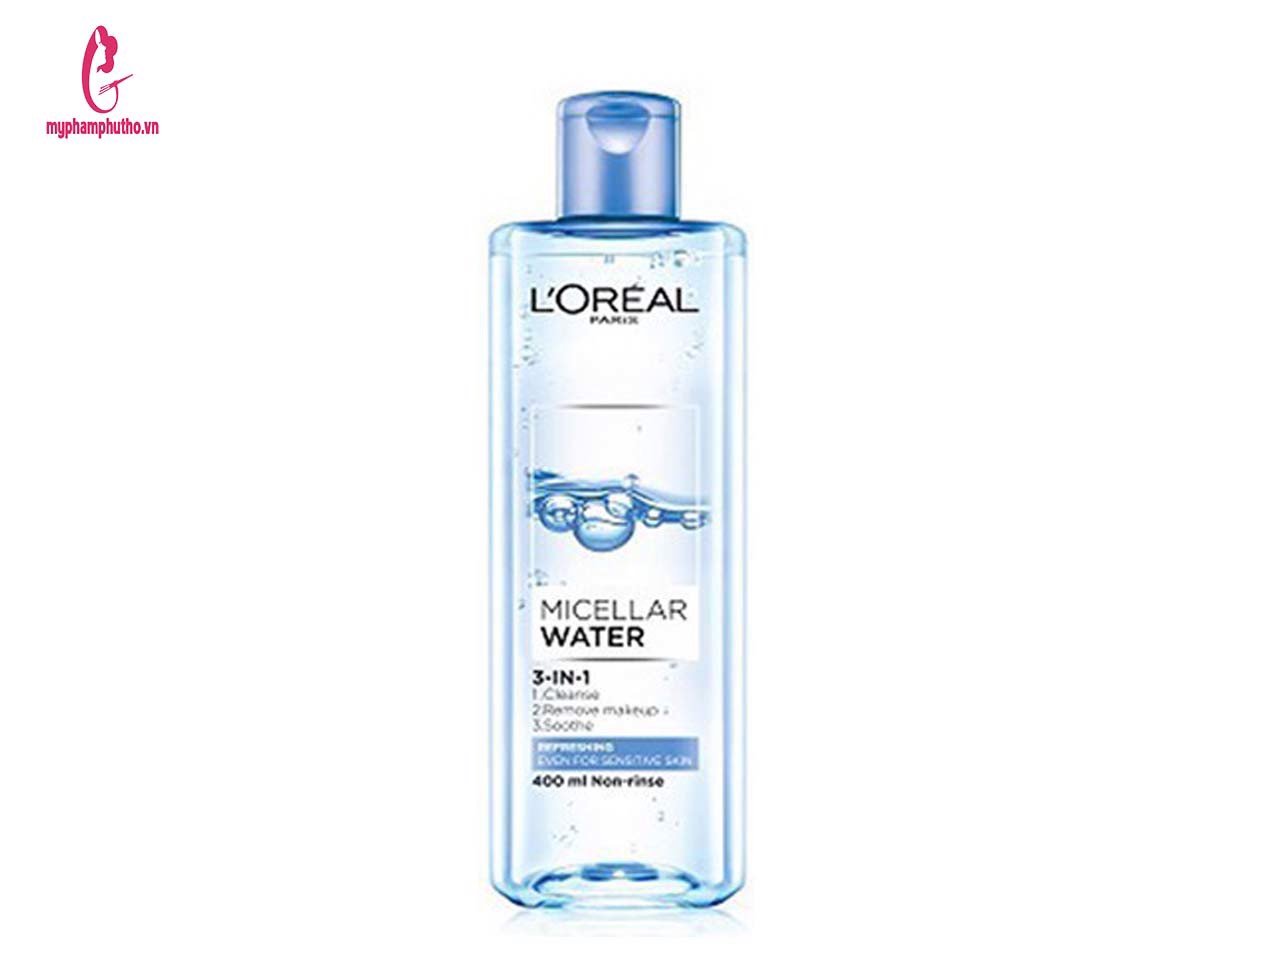 myphamphutho.vn
L'ORÉAL
PARIS
MICELLAR
WATER
3-IN-1
1.Cleanse
2.Remove makeup
3.Soothe
REFRESHING
EVEN FOR SENSITIVE SKIN
400 ml Non-rinse